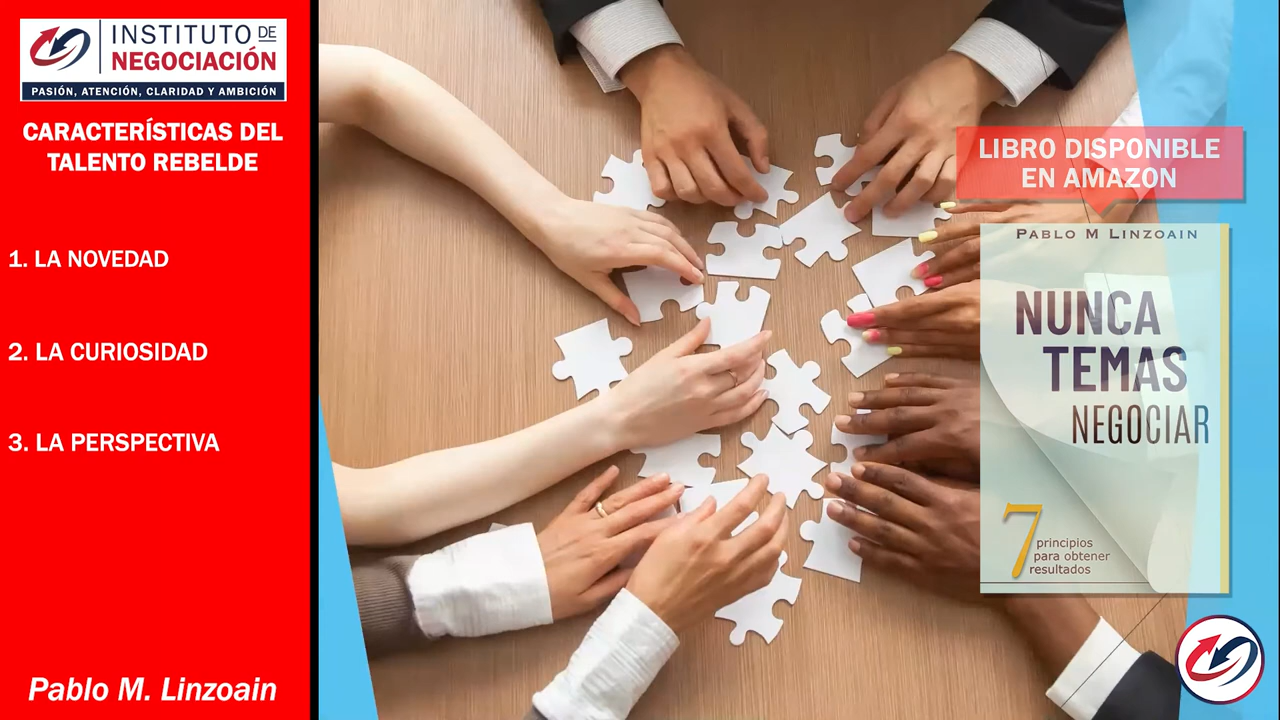 INSTITUTO DE
NEGOCIACIÓN
PASIÓN, ATENCIÓN, CLARIDAD Y AMBICIÓN
CARACTERÍSTICAS DEL
TALENTO REBELDE
1. LA NOVEDAD
2. LA CURIOSIDAD
3. LA PERSPECTIVA
Pablo M. Linzoain
LIBRO DISPONIBLE
EN AMAZON
PABLO M LINZOAIN
NUNCA
TEMAS
NEGOCIAR
7 principios
para obtener
resultados